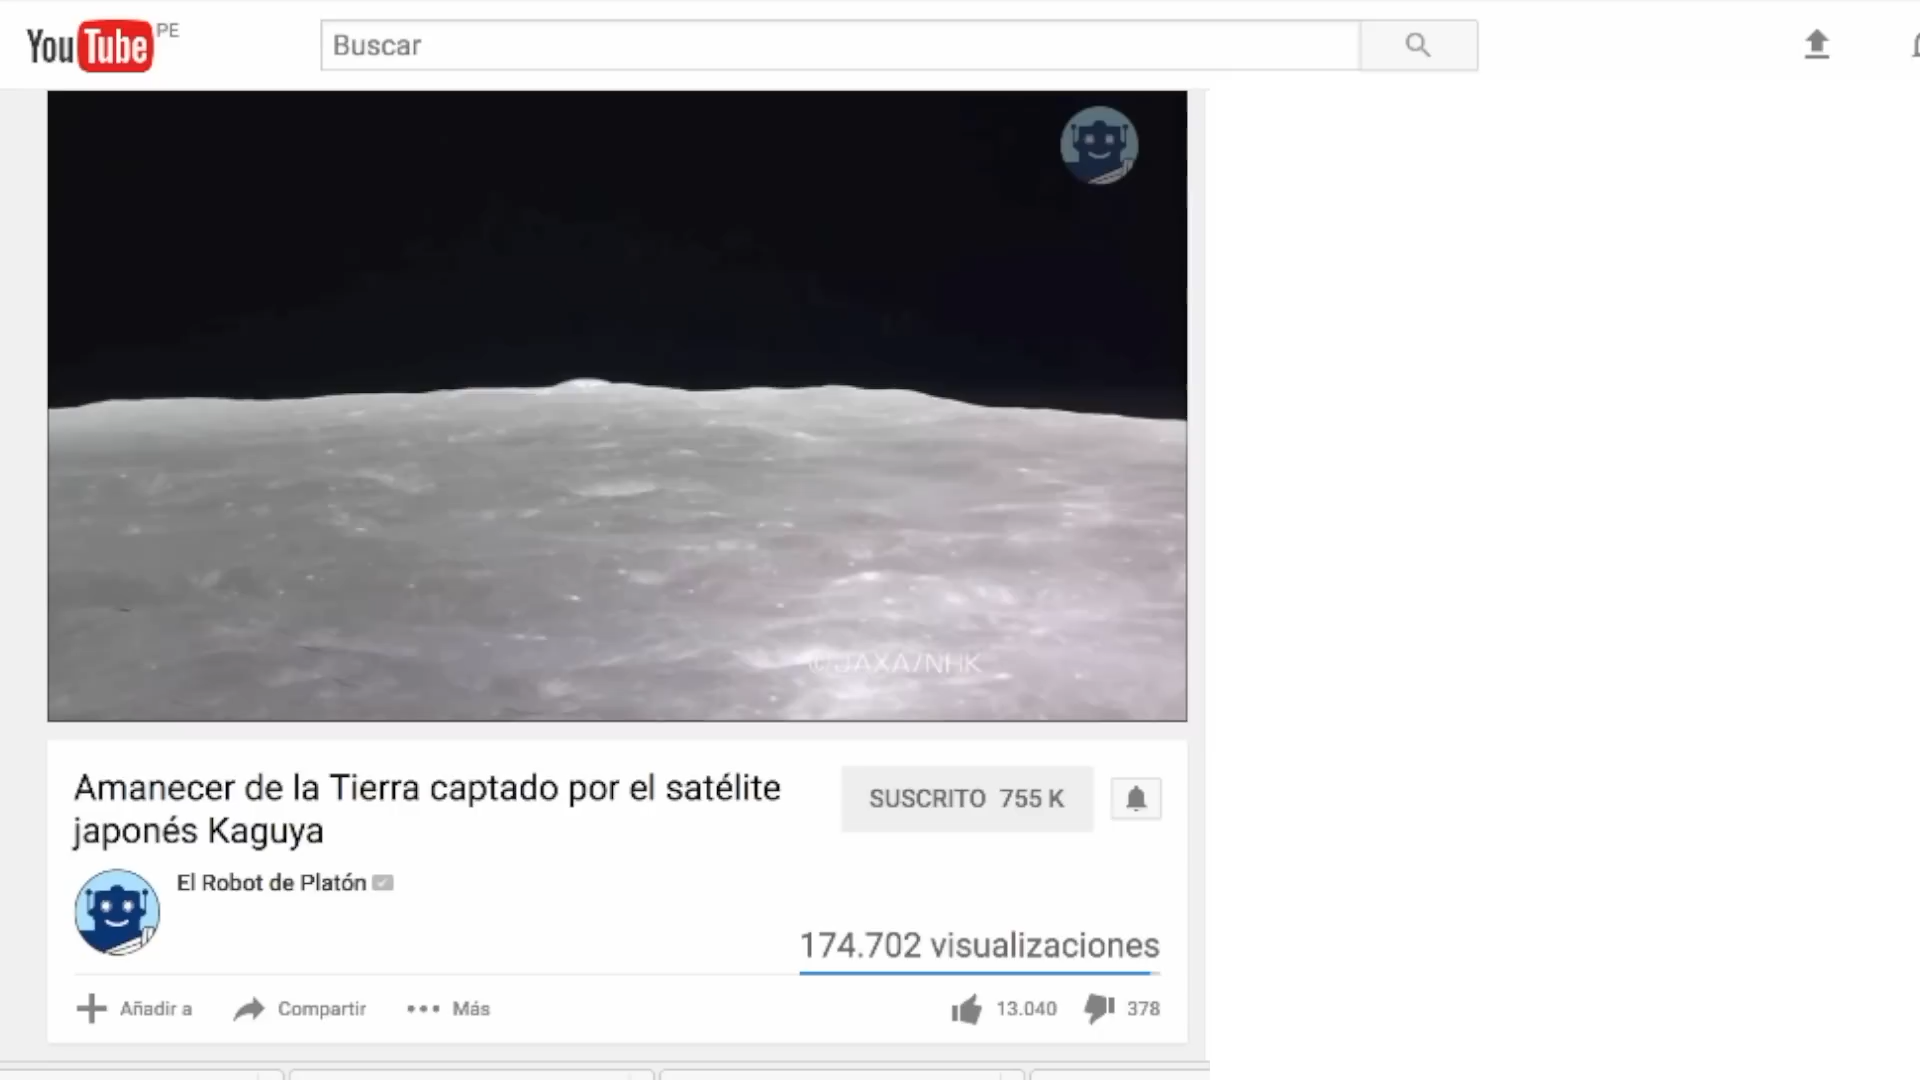 YouTube PE
Buscar
©JAXA/NHK
Amanecer de la Tierra captado por el satélite
japonés Kaguya
SUSCRITO 755 K
El Robot de Platón
174.702 visualizaciones
Añadir a Compartir Más 13.040 378